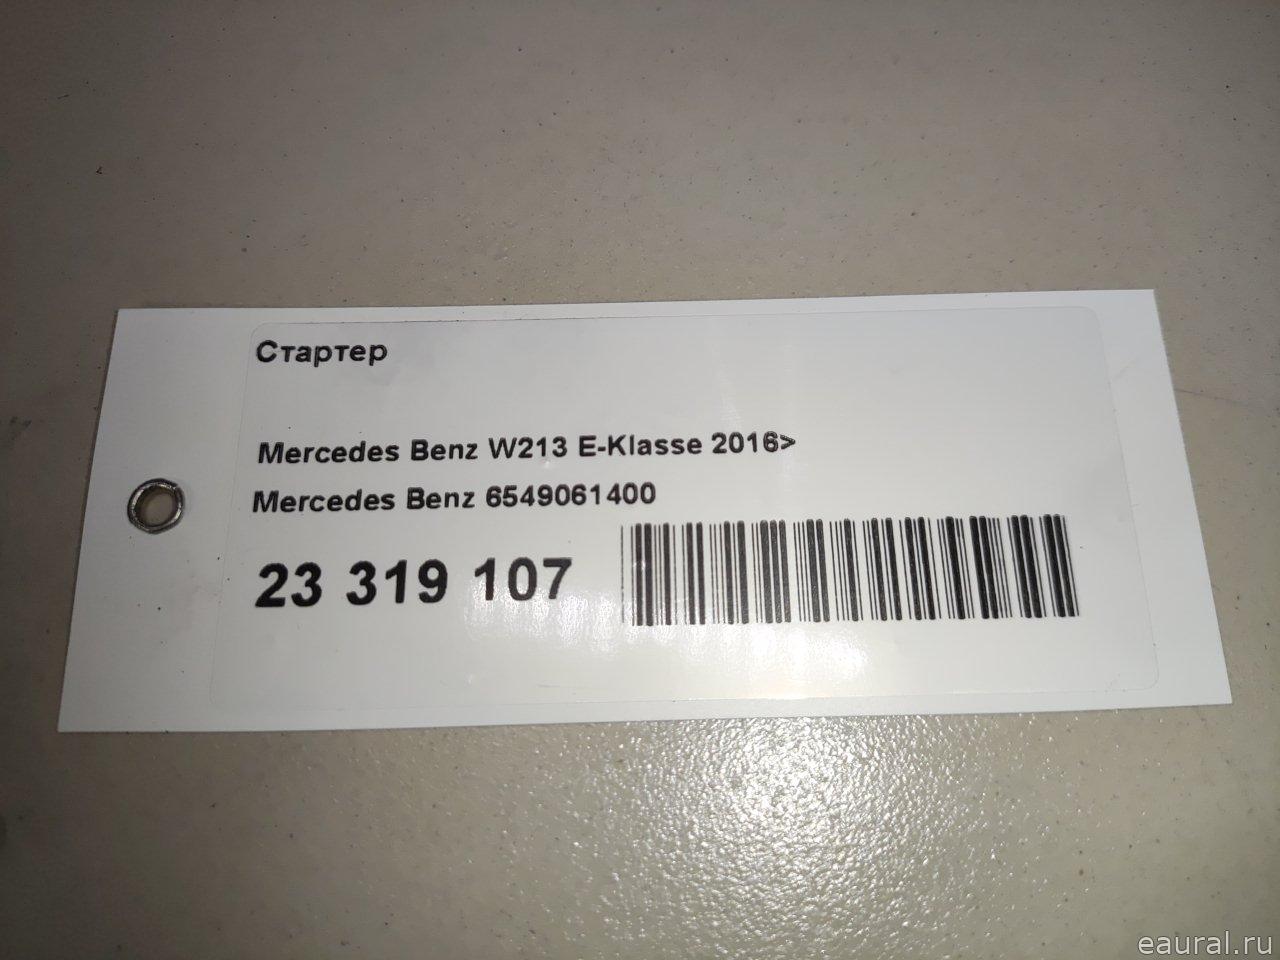 Стартер
Mercedes Benz W213 E-Klasse 2016>
Mercedes Benz 6549061400
23 319 107
eaural.ru